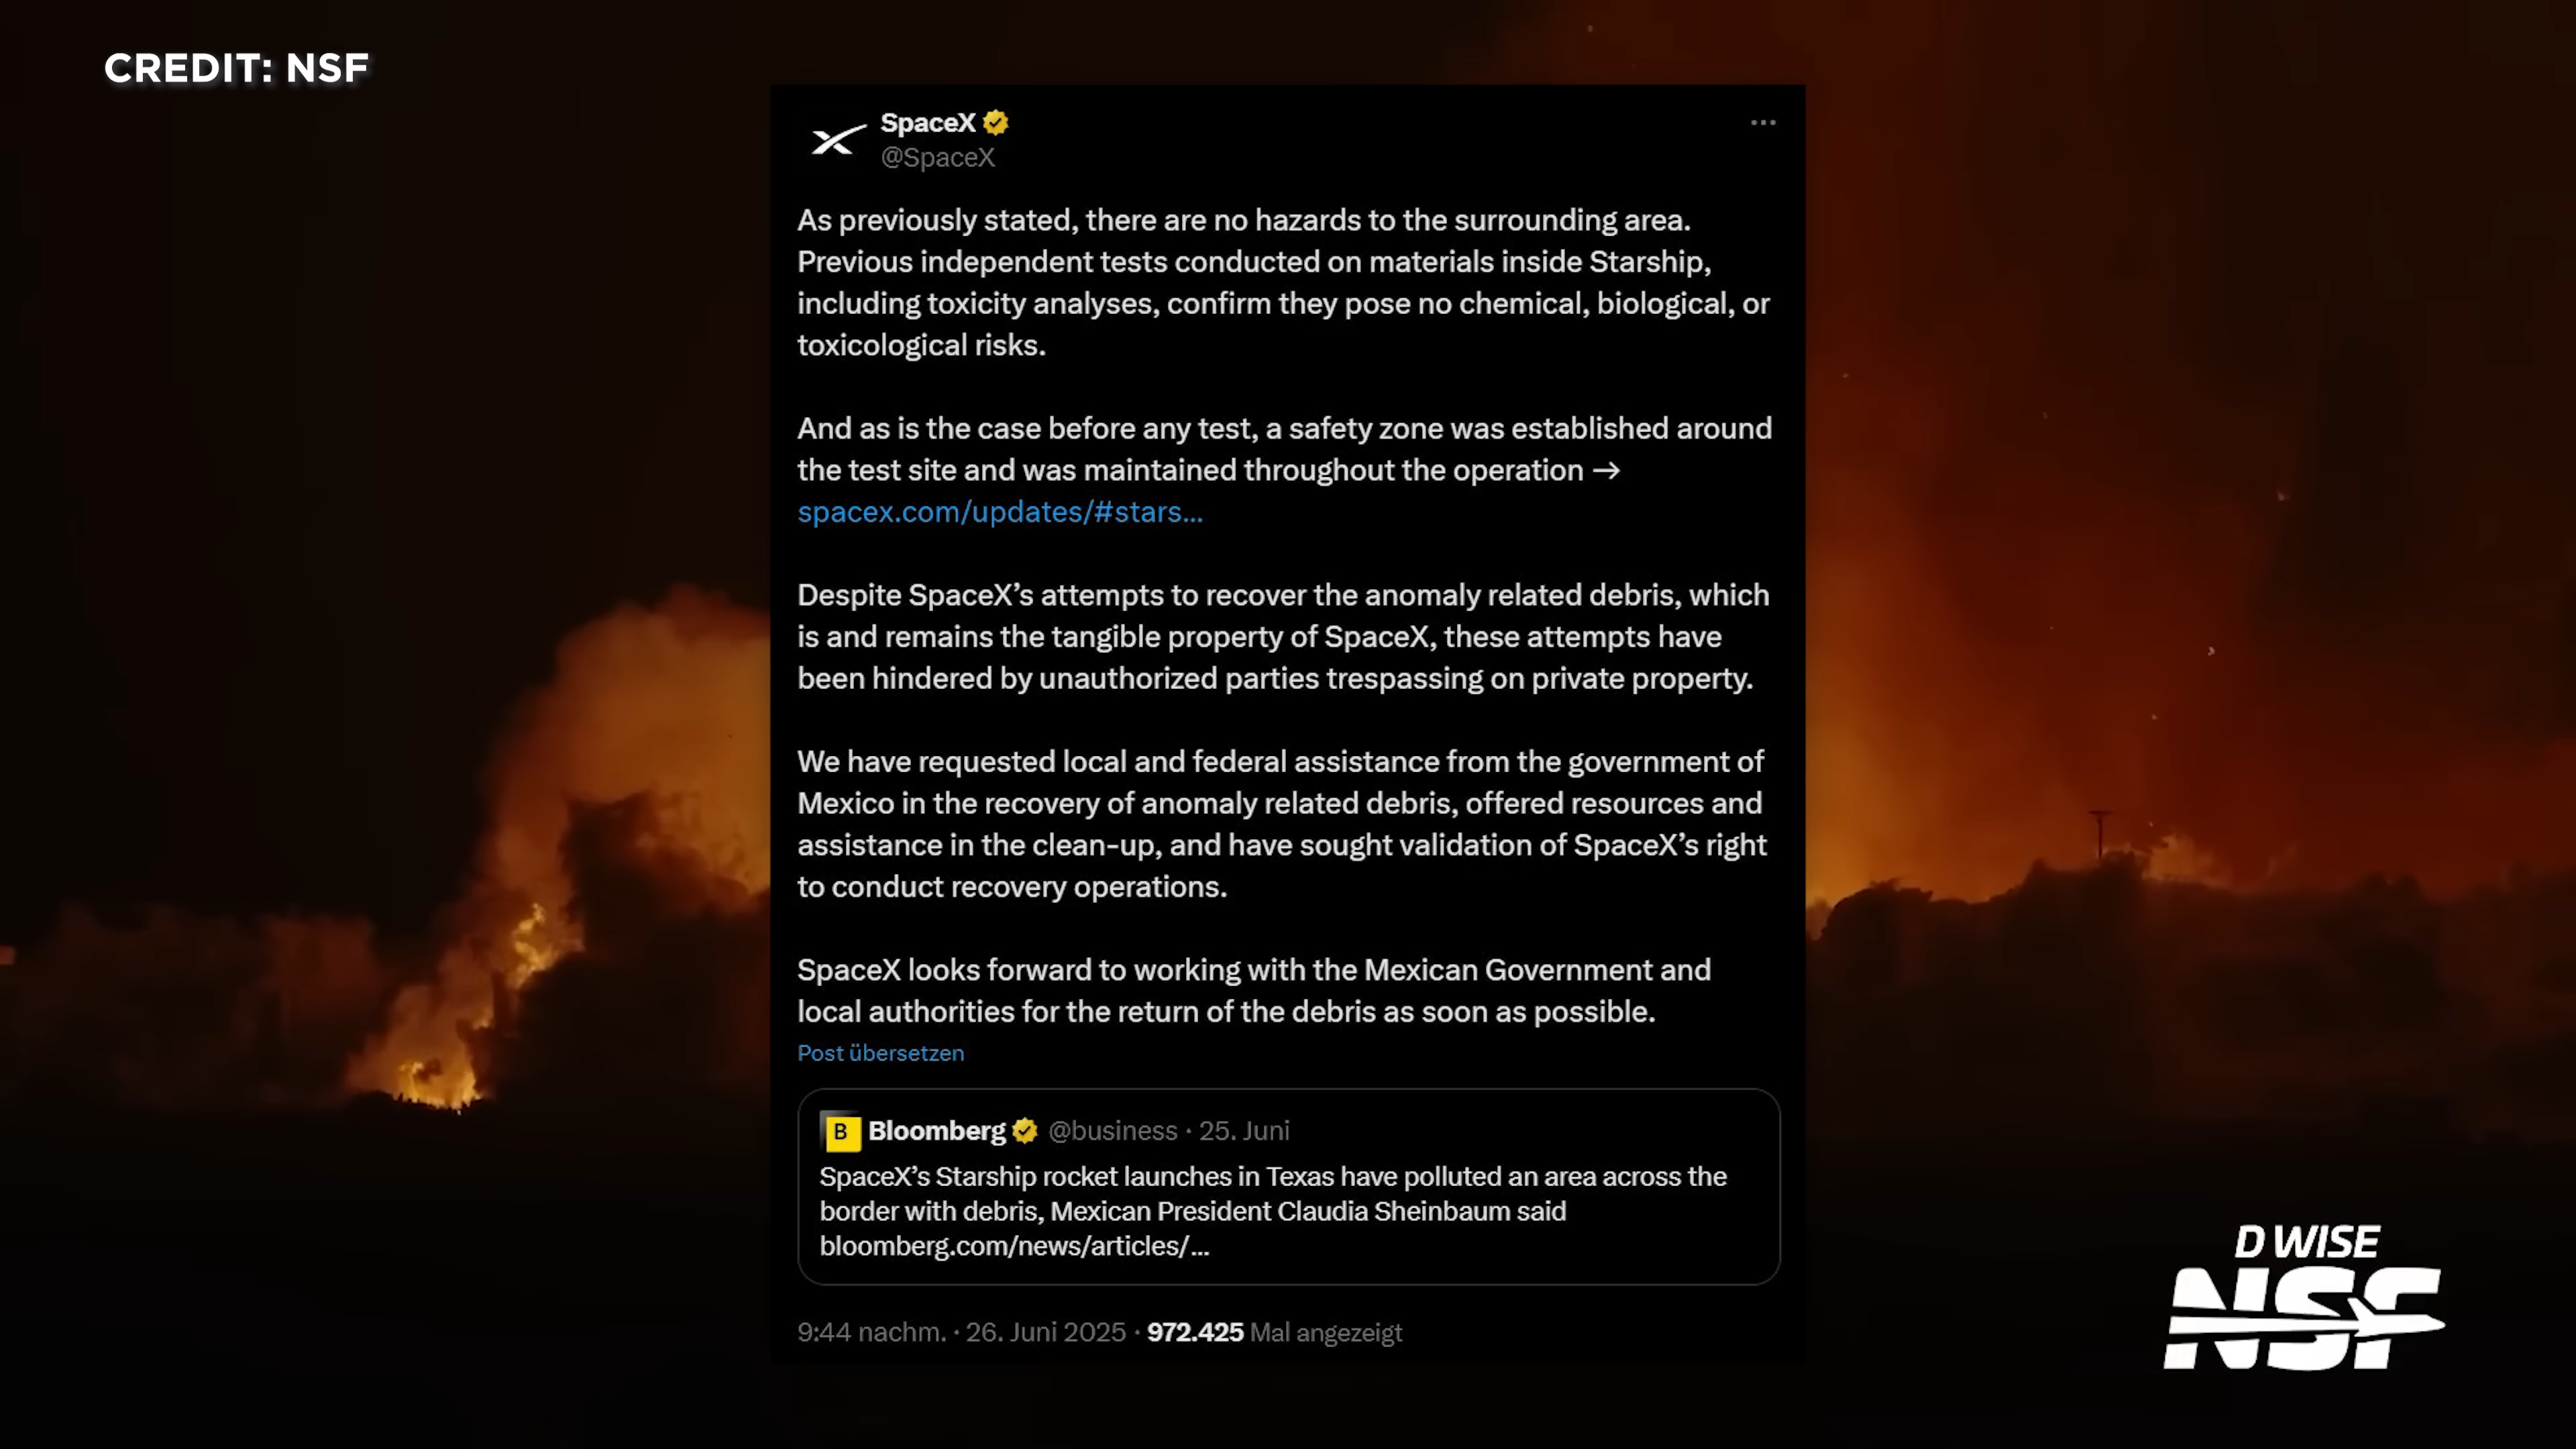 CREDIT: NSF
SpaceX
@SpaceX
As previously stated, there are no hazards to the surrounding area.
Previous independent tests conducted on materials inside Starship,
including toxicity analyses, confirm they pose no chemical, biological, or
toxicological risks.
And as is the case before any test, a safety zone was established around
the test site and was maintained throughout the operation →
spacex.com/updates/#stars…
Despite SpaceX’s attempts to recover the anomaly related debris, which
is and remains the tangible property of SpaceX, these attempts have
been hindered by unauthorized parties trespassing on private property.
We have requested local and federal assistance from the government of
Mexico in the recovery of anomaly related debris, offered resources and
assistance in the clean-up, and have sought validation of SpaceX’s right
to conduct recovery operations.
SpaceX looks forward to working with the Mexican Government and
local authorities for the return of the debris as soon as possible.
Post übersetzen
B Bloomberg @business · 25. Juni
SpaceX’s Starship rocket launches in Texas have polluted an area across the
border with debris, Mexican President Claudia Sheinbaum said
bloomberg.com/news/articles/…
9:44 nachm. · 26. Juni 2025 · 972.425 Mal angezeigt
D WISE
NSF